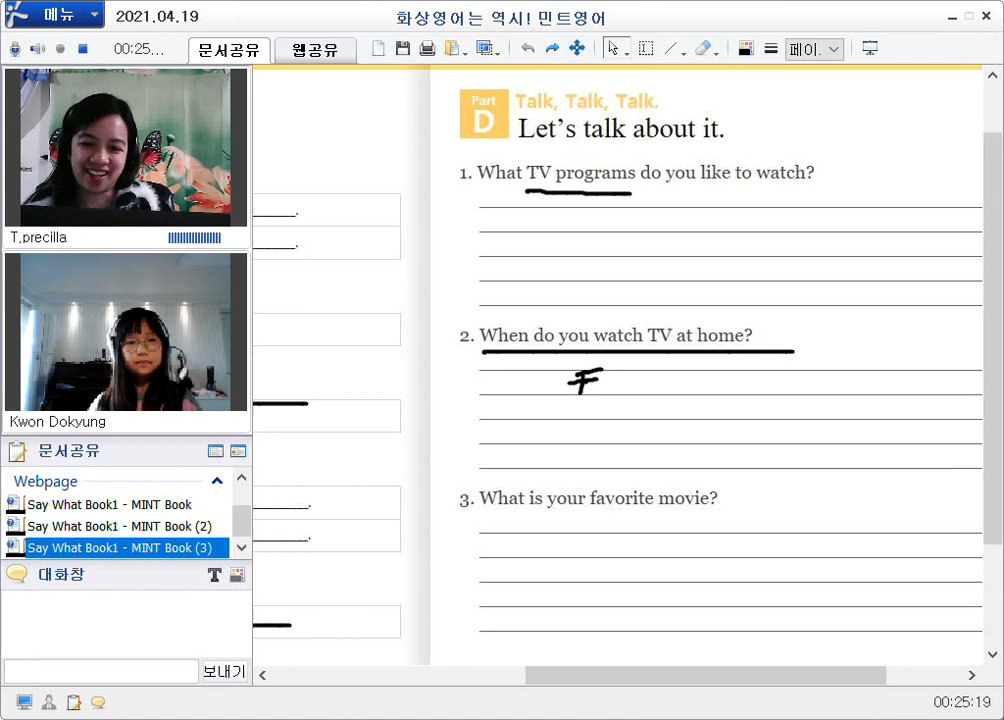 메뉴 2021.04.19 화상영어는 역시! 민트영어
00:25... 문서공유 웹공유 페이.
T.precilla
Kwon Dokyung
문서공유
Webpage
Say What Book1 - MINT Book
Say What Book1 - MINT Book (2)
Say What Book1 - MINT Book (3)
대화창
보내기
Part D
Talk, Talk, Talk.
Let's talk about it.
1. What TV programs do you like to watch?
2. When do you watch TV at home?
F
3. What is your favorite movie?
00:25:19